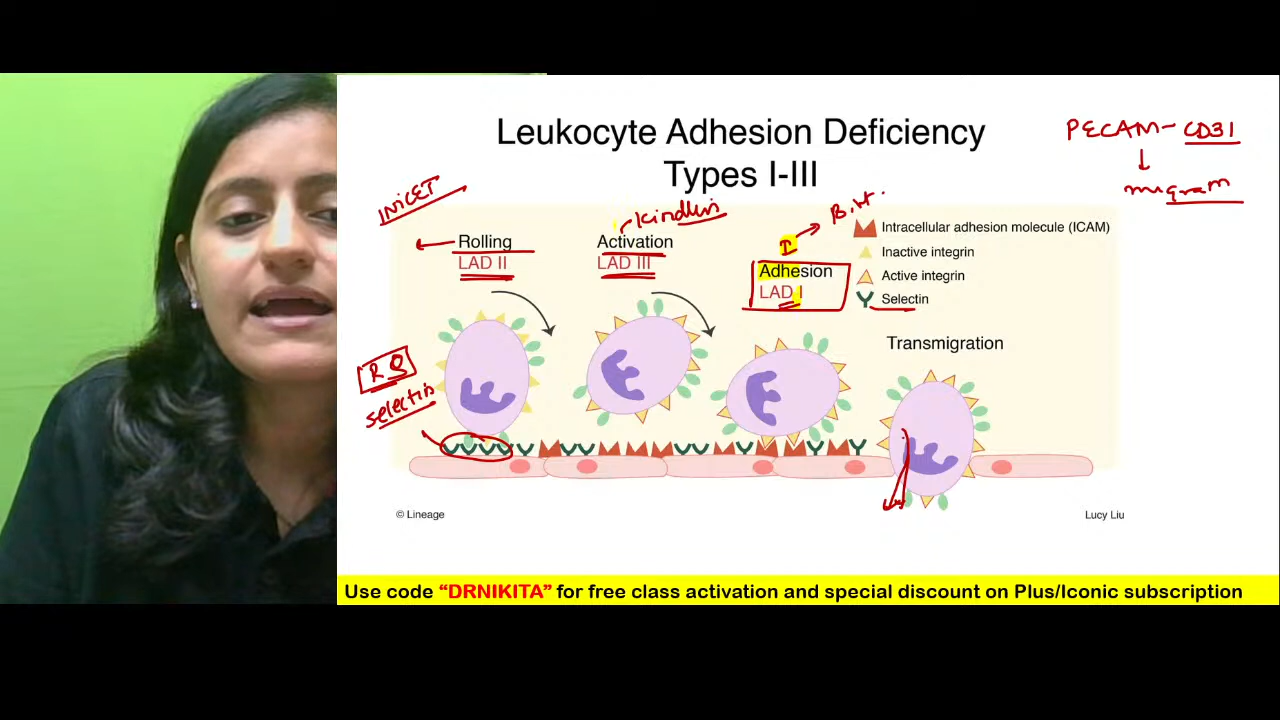 Leukocyte Adhesion Deficiency
Types I-III
PECAM - CD31
INICET
Kindlin
Rolling
LAD II
Activation
LAD III
Adhesion
LAD I
Intracellular adhesion molecule (ICAM)
Inactive integrin
Active integrin
Selectin
Transmigration
selectin
© Lineage
Lucy Liu
Use code “DRNIKITA” for free class activation and special discount on Plus/Iconic subscription